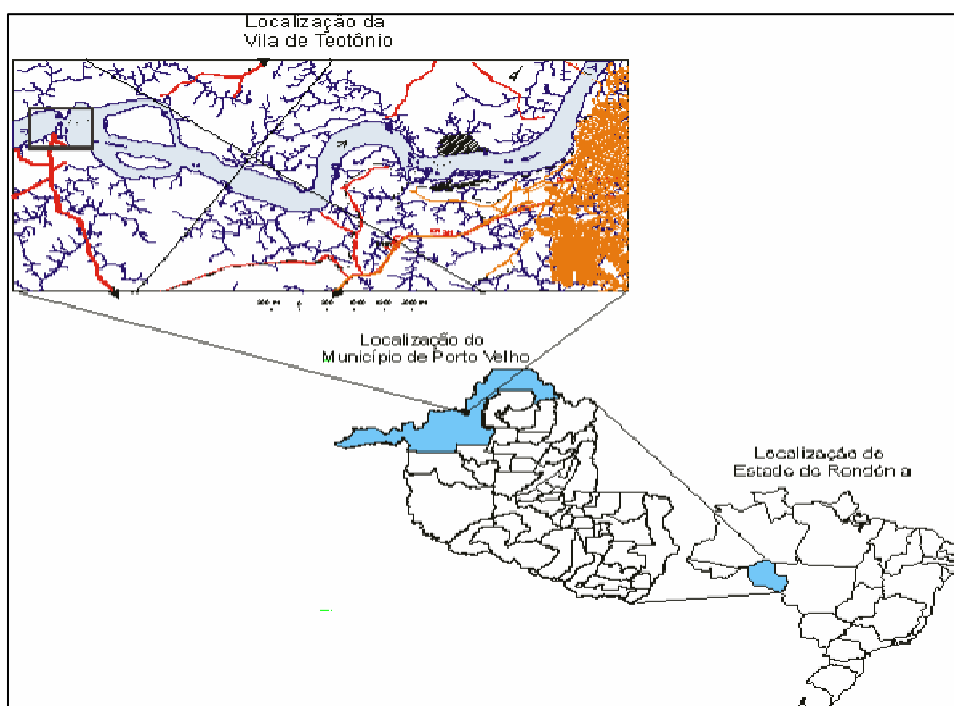 Localização da
Vila de Teotônio
Localização do
Município de Porto Velho
Localização do
Estado de Rondônia